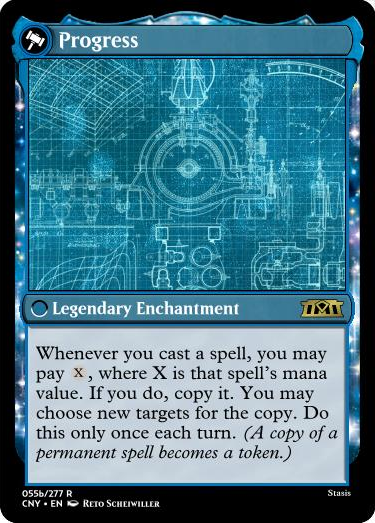 Progress
Legendary Enchantment
Whenever you cast a spell, you may
pay X, where X is that spell's mana
value. If you do, copy it. You may
choose new targets for the copy. Do
this only once each turn. (A copy of a
permanent spell becomes a token.)
055b/277 R
Stasis
CNY • EN Reto Scheiwiller